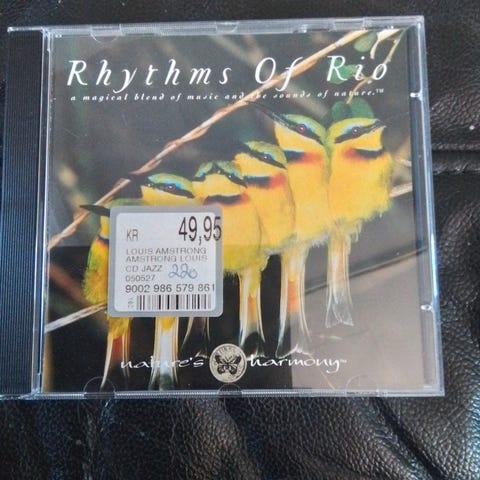 Rhythms Of Rio
a magical blend of music and the sounds of nature.™
KR 49,95
LOUIS AMSTRONG
AMSTRONG LOUIS
CD JAZZ
220
050527
9002 986 579 861
nature's harmony™